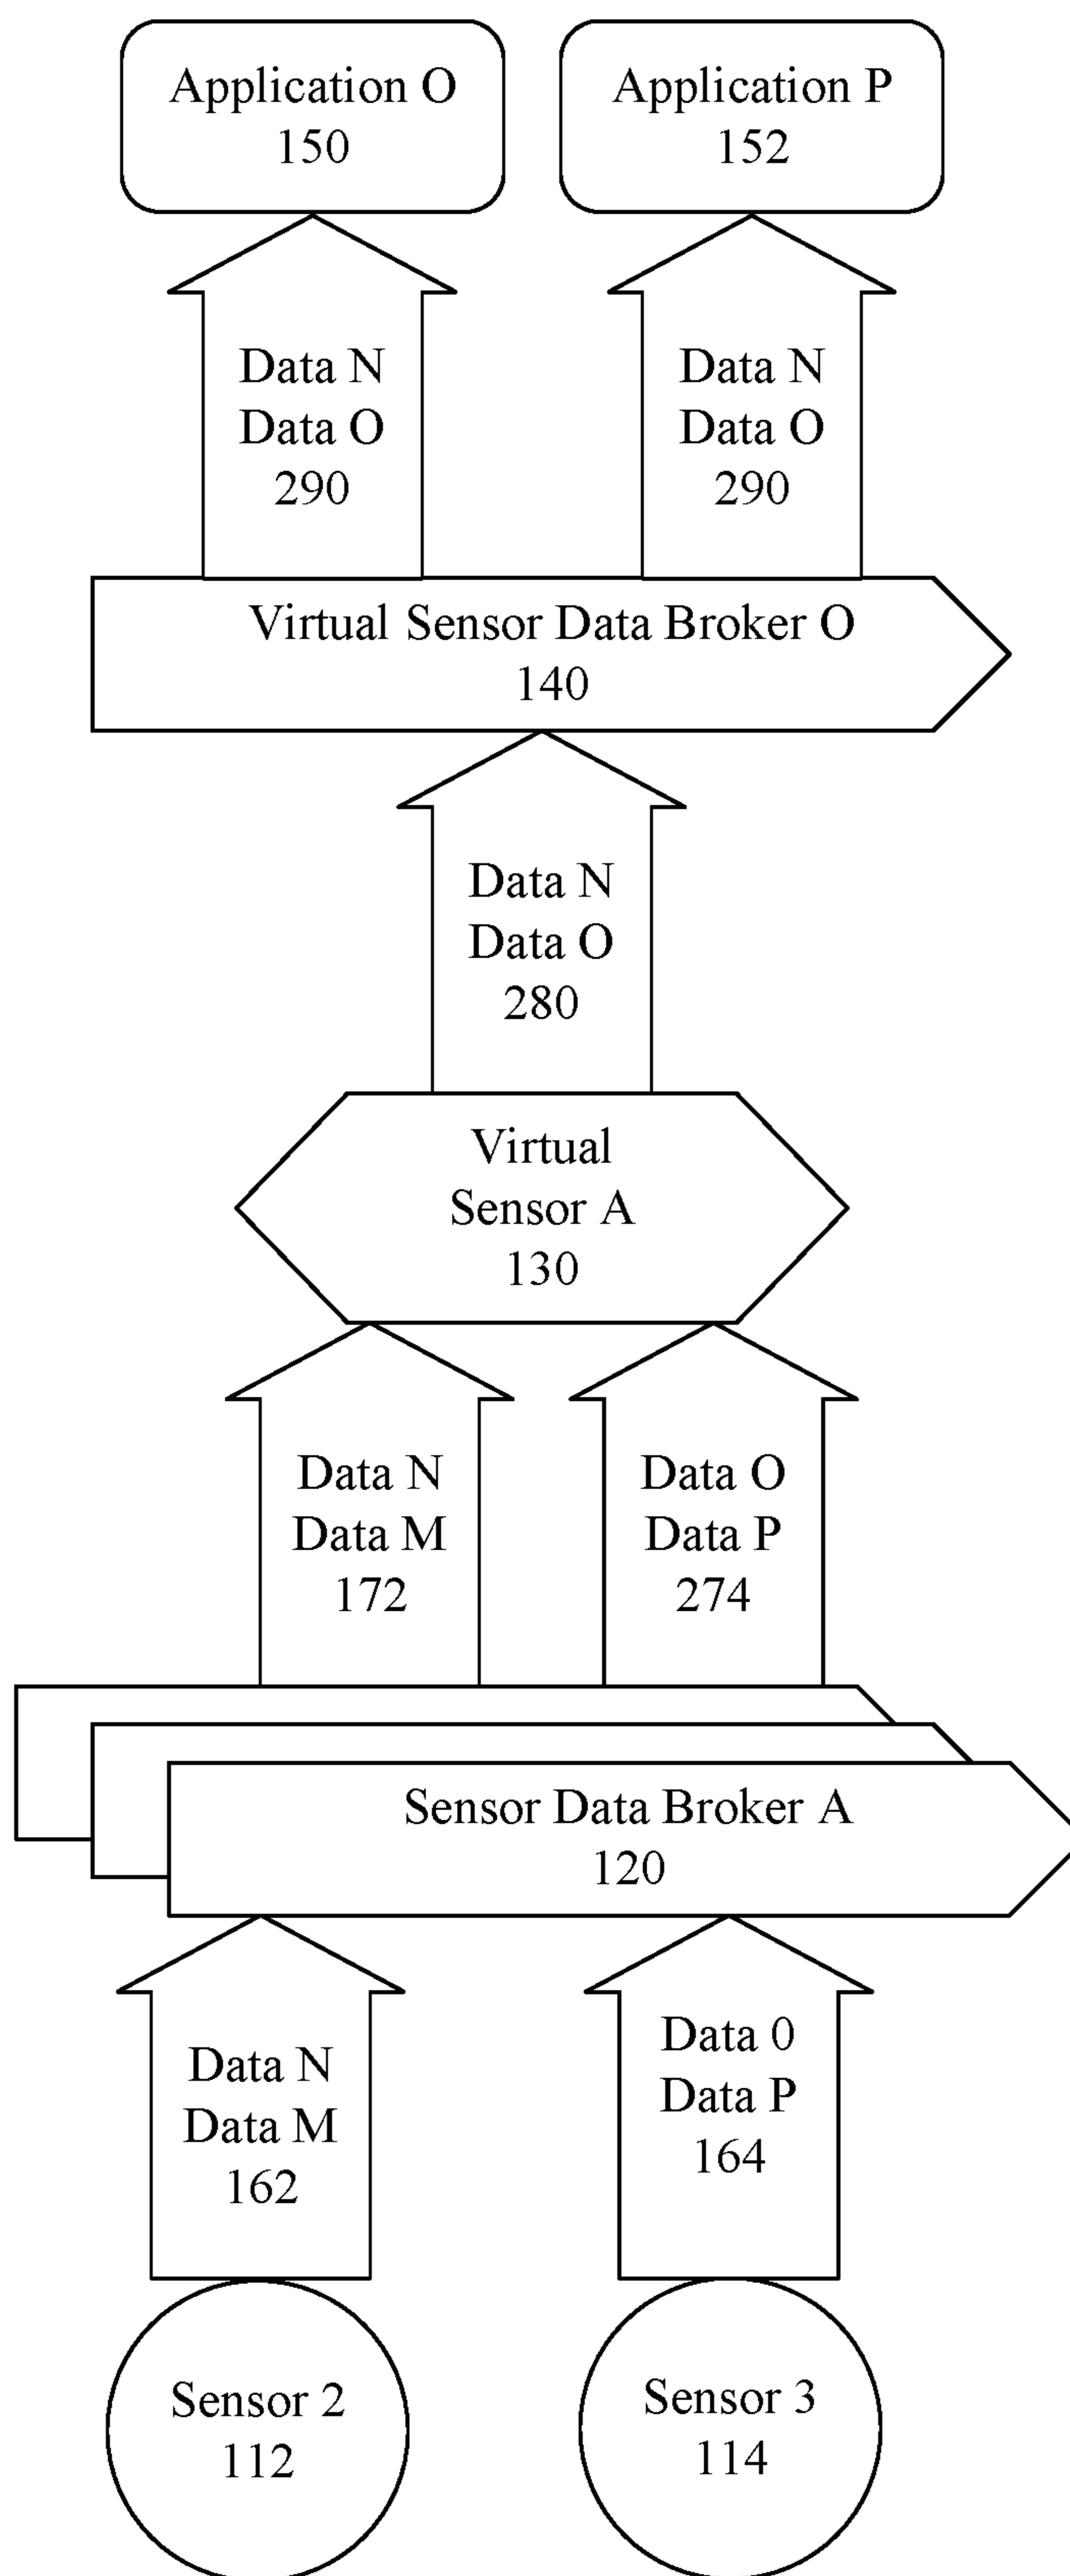 Application O
150
Application P
152
Data N
Data O
290
Data N
Data O
290
Virtual Sensor Data Broker O
140
Data N
Data O
280
Virtual
Sensor A
130
Data N
Data M
172
Data O
Data P
274
Sensor Data Broker A
120
Data N
Data M
162
Data 0
Data P
164
Sensor 2
112
Sensor 3
114